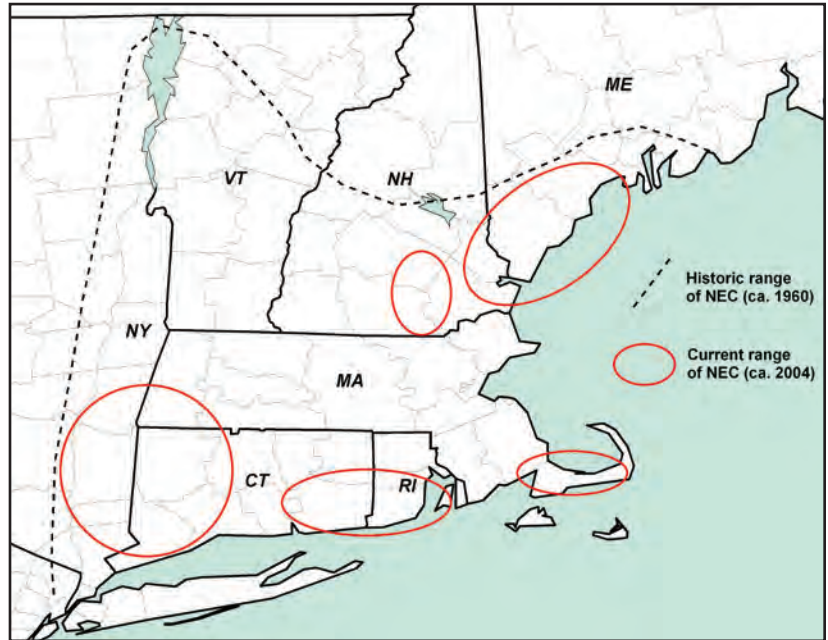 ME
VT
NH
Historic range
of NEC (ca. 1960)
NY
Current range
of NEC (ca. 2004)
MA
CT
RI